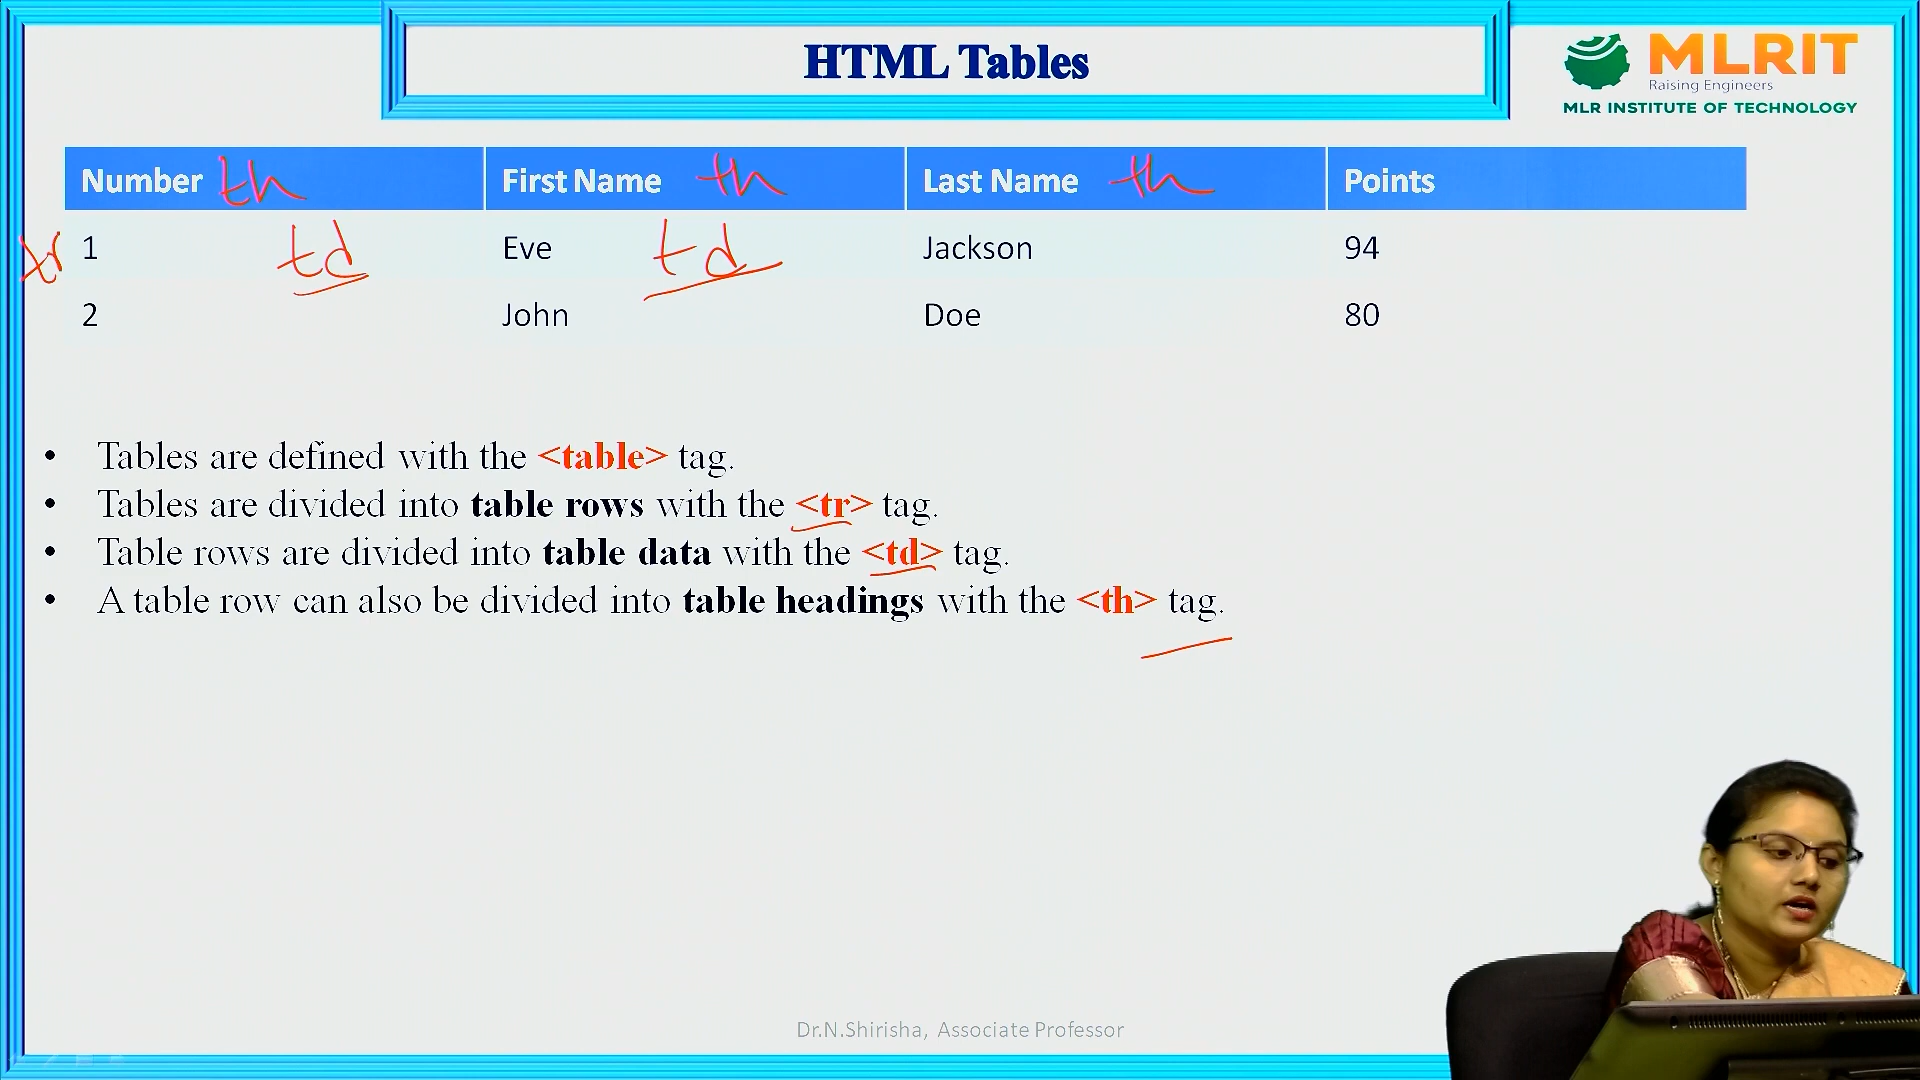 HTML Tables
MLRIT
Raising Engineers
MLR INSTITUTE OF TECHNOLOGY
Number th First Name th Last Name th Points
tr 1 td Eve td Jackson 94
2 John Doe 80
• Tables are defined with the <table> tag.
• Tables are divided into table rows with the <tr> tag.
• Table rows are divided into table data with the <td> tag.
• A table row can also be divided into table headings with the <th> tag.
Dr.N.Shirisha, Associate Professor